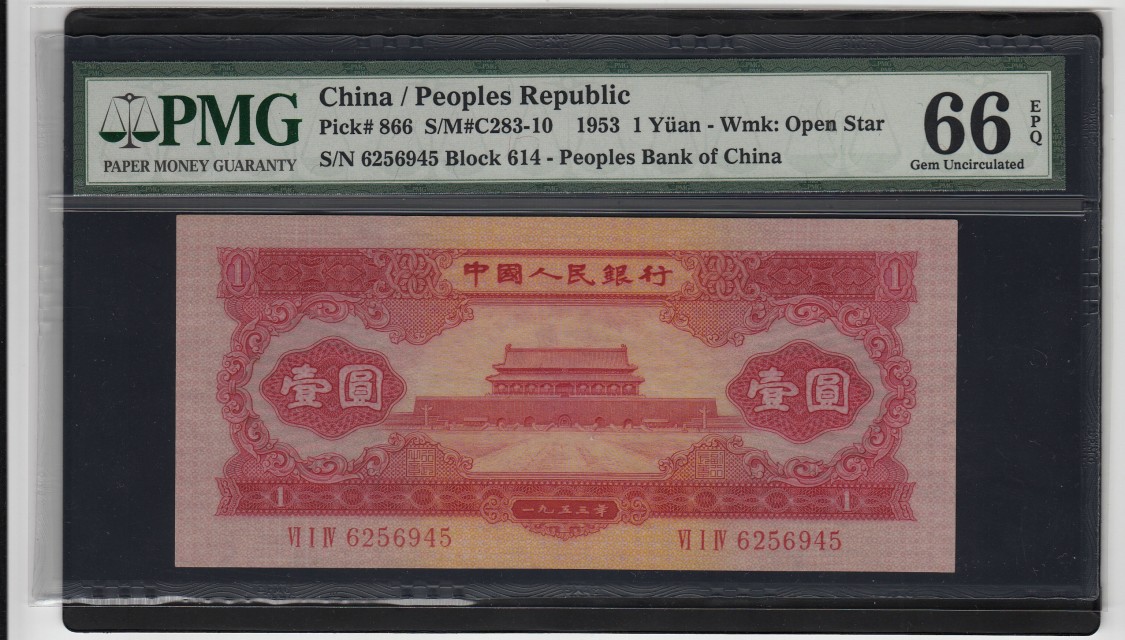 PMG
PAPER MONEY GUARANTY
China / Peoples Republic
Pick# 866 S/M#C283-10 1953 1 Yüan - Wmk: Open Star
S/N 6256945 Block 614 - Peoples Bank of China
66
EPQ
Gem Uncirculated
1 中國人民銀行 1
壹圓 壹圓
1 一九五三年 1
VI I IV 6256945 VI I IV 6256945